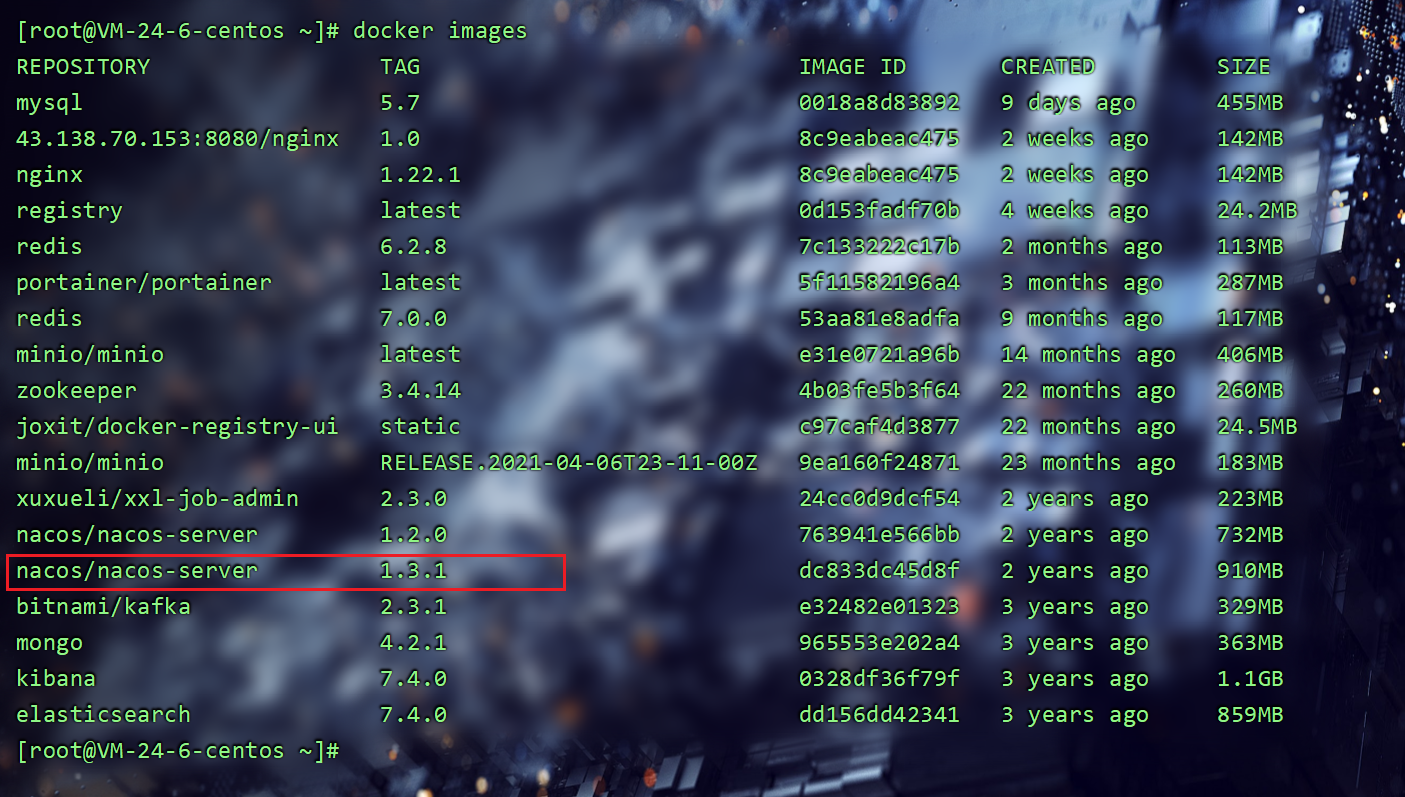 [root@VM-24-6-centos ~]# docker images
REPOSITORY TAG IMAGE ID CREATED SIZE
mysql 5.7 0018a8d83892 9 days ago 455MB
43.138.70.153:8080/nginx 1.0 8c9eabeac475 2 weeks ago 142MB
nginx 1.22.1 8c9eabeac475 2 weeks ago 142MB
registry latest 0d153fadf70b 4 weeks ago 24.2MB
redis 6.2.8 7c133222c17b 2 months ago 113MB
portainer/portainer latest 5f11582196a4 3 months ago 287MB
redis 7.0.0 53aa81e8adfa 9 months ago 117MB
minio/minio latest e31e0721a96b 14 months ago 406MB
zookeeper 3.4.14 4b03fe5b3f64 22 months ago 260MB
joxit/docker-registry-ui static c97caf4d3877 22 months ago 24.5MB
minio/minio RELEASE.2021-04-06T23-11-00Z 9ea160f24871 23 months ago 183MB
xuxueli/xxl-job-admin 2.3.0 24cc0d9dcf54 2 years ago 223MB
nacos/nacos-server 1.2.0 763941e566bb 2 years ago 732MB
nacos/nacos-server 1.3.1 dc833dc45d8f 2 years ago 910MB
bitnami/kafka 2.3.1 e32482e01323 3 years ago 329MB
mongo 4.2.1 965553e202a4 3 years ago 363MB
kibana 7.4.0 0328df36f79f 3 years ago 1.1GB
elasticsearch 7.4.0 dd156dd42341 3 years ago 859MB
[root@VM-24-6-centos ~]#